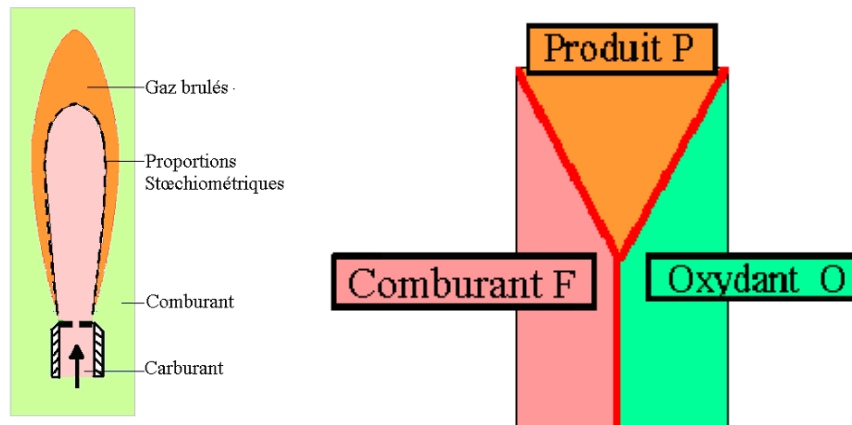 Gaz brulés
Proportions
Stœchiométriques
Comburant
Carburant
Produit P
Comburant F
Oxydant O